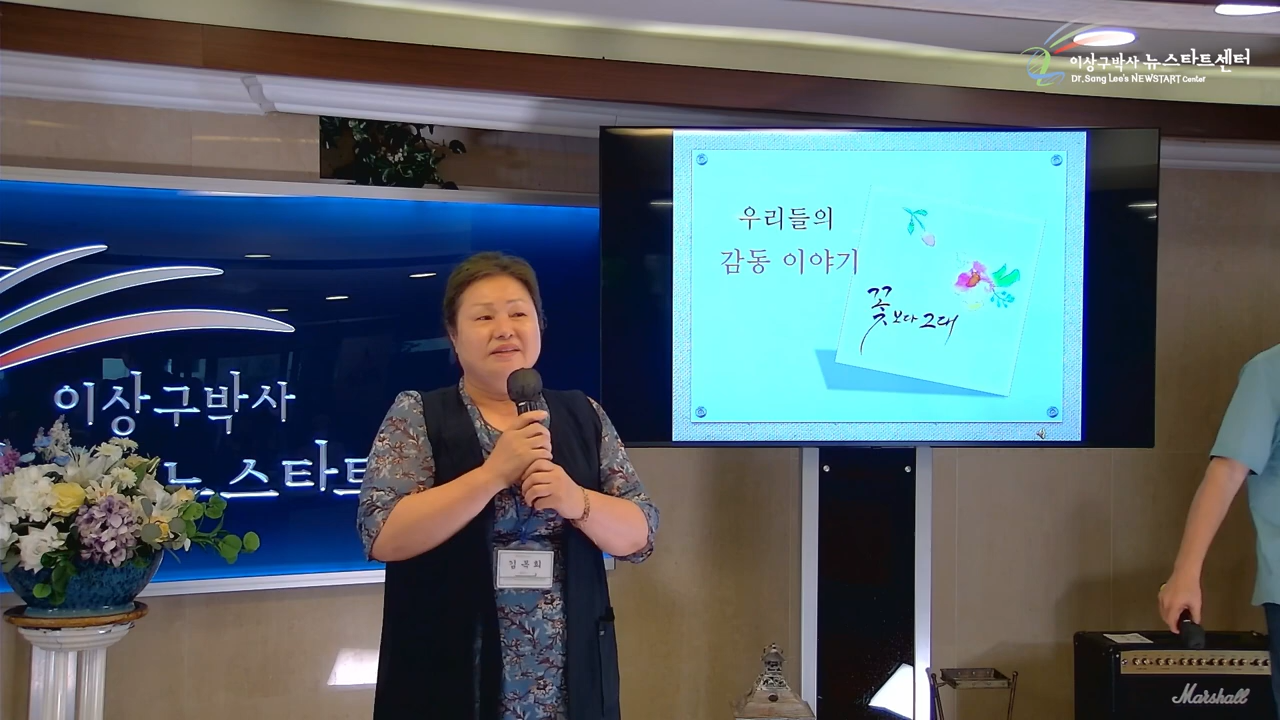 이상구박사 뉴스타트센터
Dr. Sang Lee's NEWSTART Center
우리들의
감동 이야기
꽃보다 그대
이상구박사
뉴스타트
Marshall